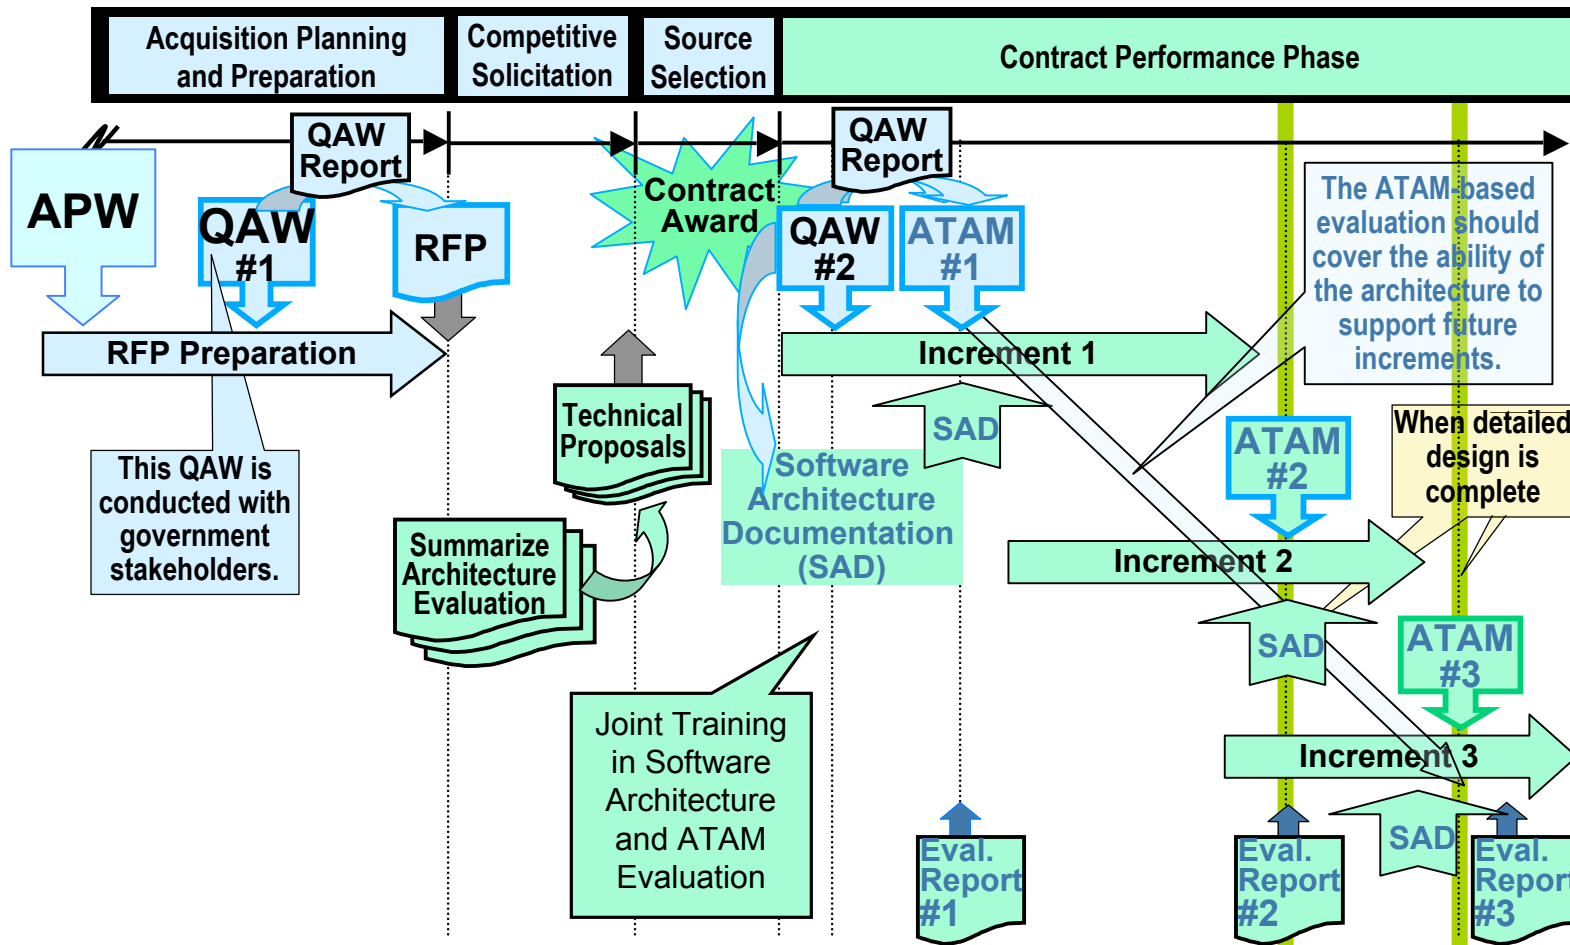 Acquisition Planning
and Preparation
Competitive
Solicitation
Source
Selection
Contract Performance Phase
QAW
Report
QAW
Report
APW
QAW
#1
RFP
Contract
Award
QAW
#2
ATAM
#1
The ATAM-based
evaluation should
cover the ability of
the architecture to
support future
increments.
RFP Preparation
Increment 1
This QAW is
conducted with
government
stakeholders.
Technical
Proposals
SAD
ATAM
#2
When detailed
design is
complete
Summarize
Architecture
Evaluation
Software
Architecture
Documentation
(SAD)
Increment 2
SAD
ATAM
#3
Joint Training
in Software
Architecture
and ATAM
Evaluation
Increment 3
SAD
Eval.
Report
#1
Eval.
Report
#2
Eval.
Report
#3